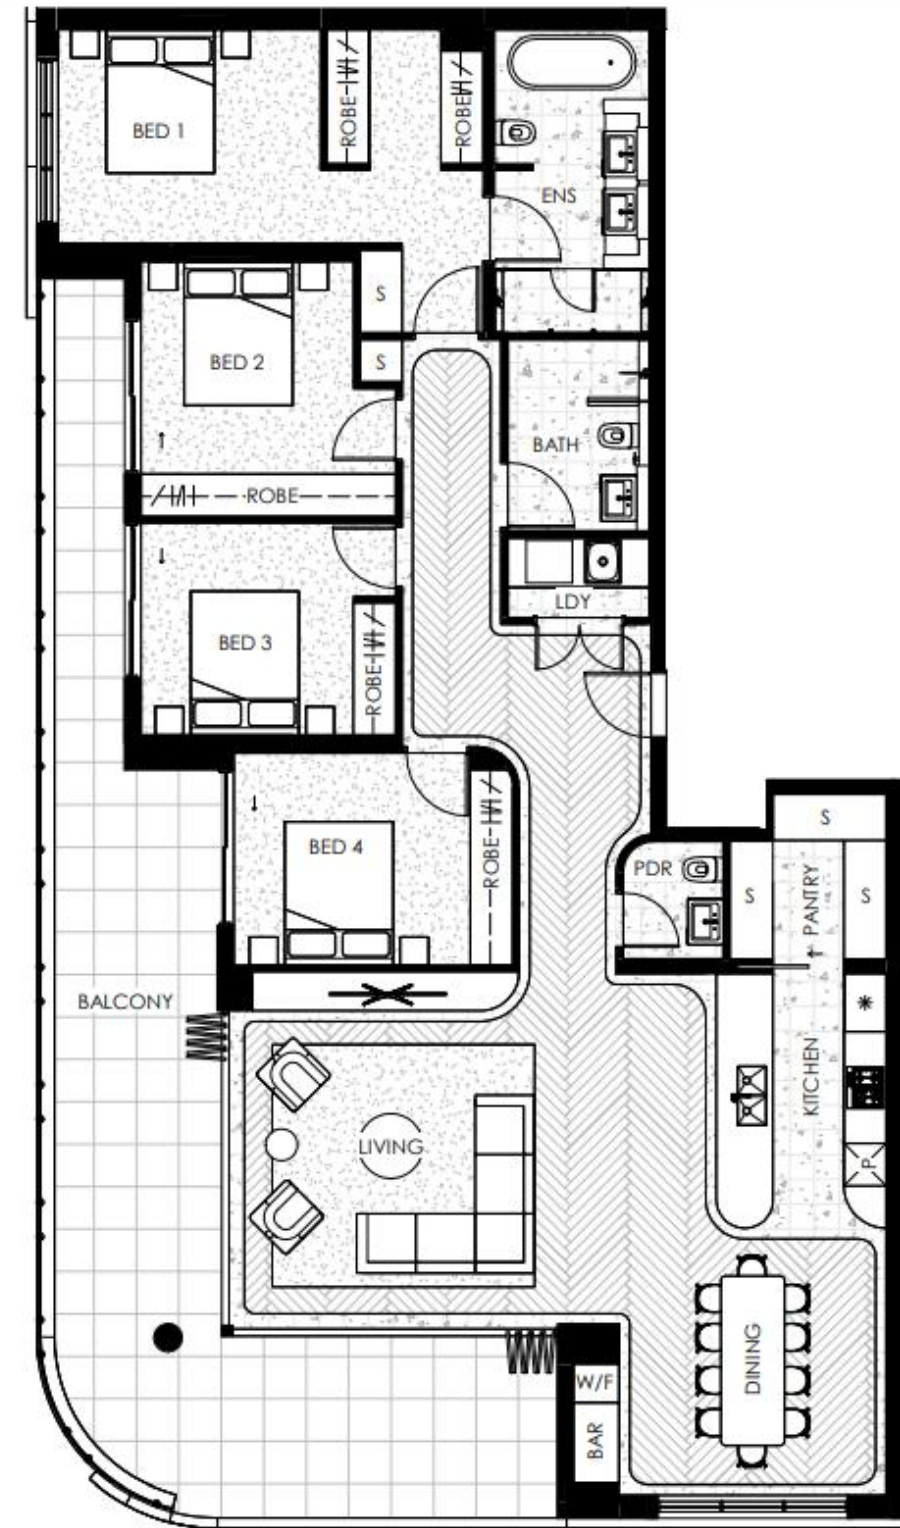 BED 1
ROBE
ROBE
ENS
S
BED 2
S
BATH
ROBE
LDY
BED 3
ROBE
BED 4
ROBE
PDR
S
S
PANTRY
S
BALCONY
KITCHEN
LIVING
P
DINING
W/F
BAR